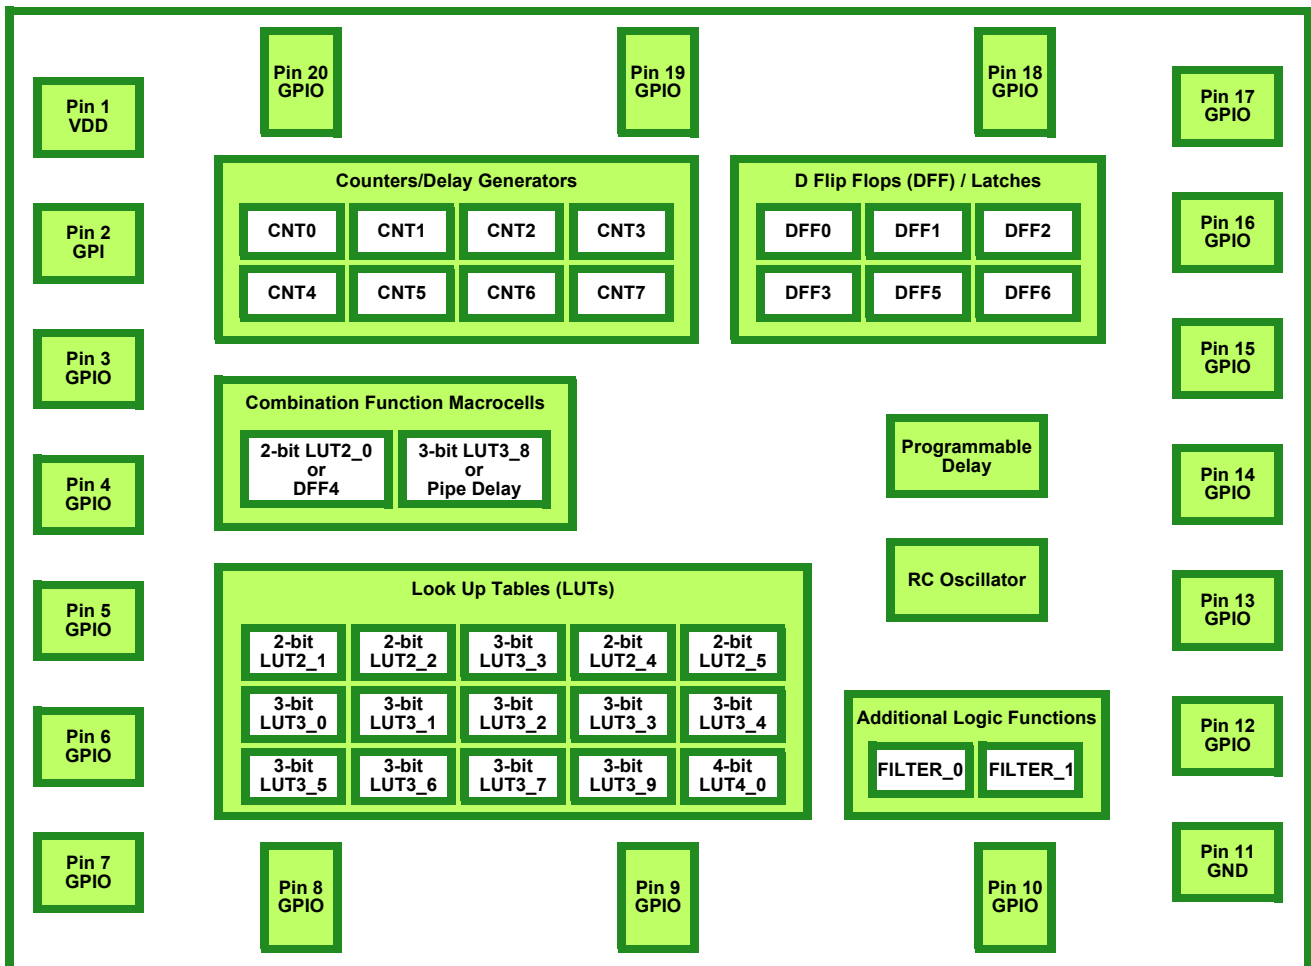 Pin 20
GPIO
Pin 19
GPIO
Pin 18
GPIO
Pin 1
VDD
Pin 17
GPIO
Counters/Delay Generators
CNT0
CNT1
CNT2
CNT3
CNT4
CNT5
CNT6
CNT7
D Flip Flops (DFF) / Latches
DFF0
DFF1
DFF2
DFF3
DFF5
DFF6
Pin 2
GPI
Pin 16
GPIO
Pin 3
GPIO
Pin 15
GPIO
Combination Function Macrocells
2-bit LUT2_0
or
DFF4
3-bit LUT3_8
or
Pipe Delay
Programmable
Delay
Pin 4
GPIO
Pin 14
GPIO
RC Oscillator
Pin 5
GPIO
Pin 13
GPIO
Look Up Tables (LUTs)
2-bit
LUT2_1
2-bit
LUT2_2
3-bit
LUT3_3
2-bit
LUT2_4
2-bit
LUT2_5
3-bit
LUT3_0
3-bit
LUT3_1
3-bit
LUT3_2
3-bit
LUT3_3
3-bit
LUT3_4
3-bit
LUT3_5
3-bit
LUT3_6
3-bit
LUT3_7
3-bit
LUT3_9
4-bit
LUT4_0
Additional Logic Functions
FILTER_0
FILTER_1
Pin 6
GPIO
Pin 12
GPIO
Pin 7
GPIO
Pin 11
GND
Pin 8
GPIO
Pin 9
GPIO
Pin 10
GPIO